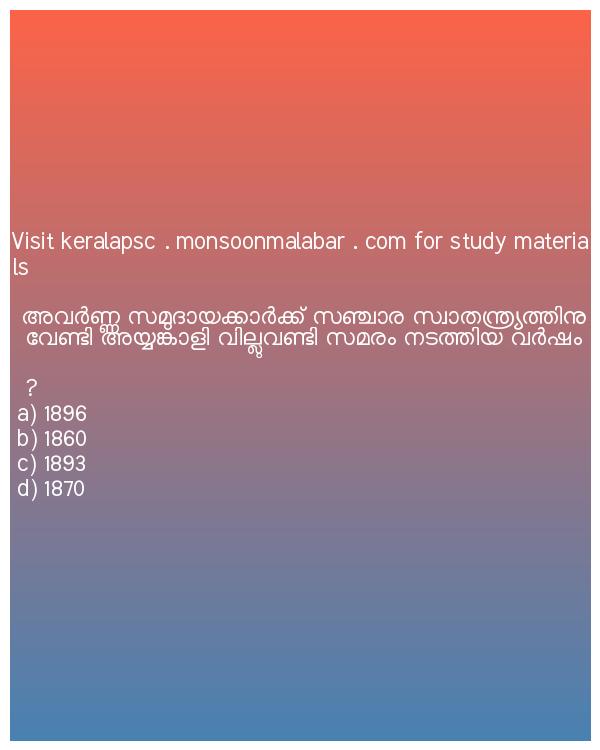 Visit keralapsc . monsoonmalabar . com for study materia
ls
അവർണ്ണ സമുദായക്കാർക്ക് സഞ്ചാര സ്വാതന്ത്ര്യത്തിനു
വേണ്ടി അയ്യങ്കാളി വില്ലുവണ്ടി സമരം നടത്തിയ വർഷം
?
a) 1896
b) 1860
c) 1893
d) 1870